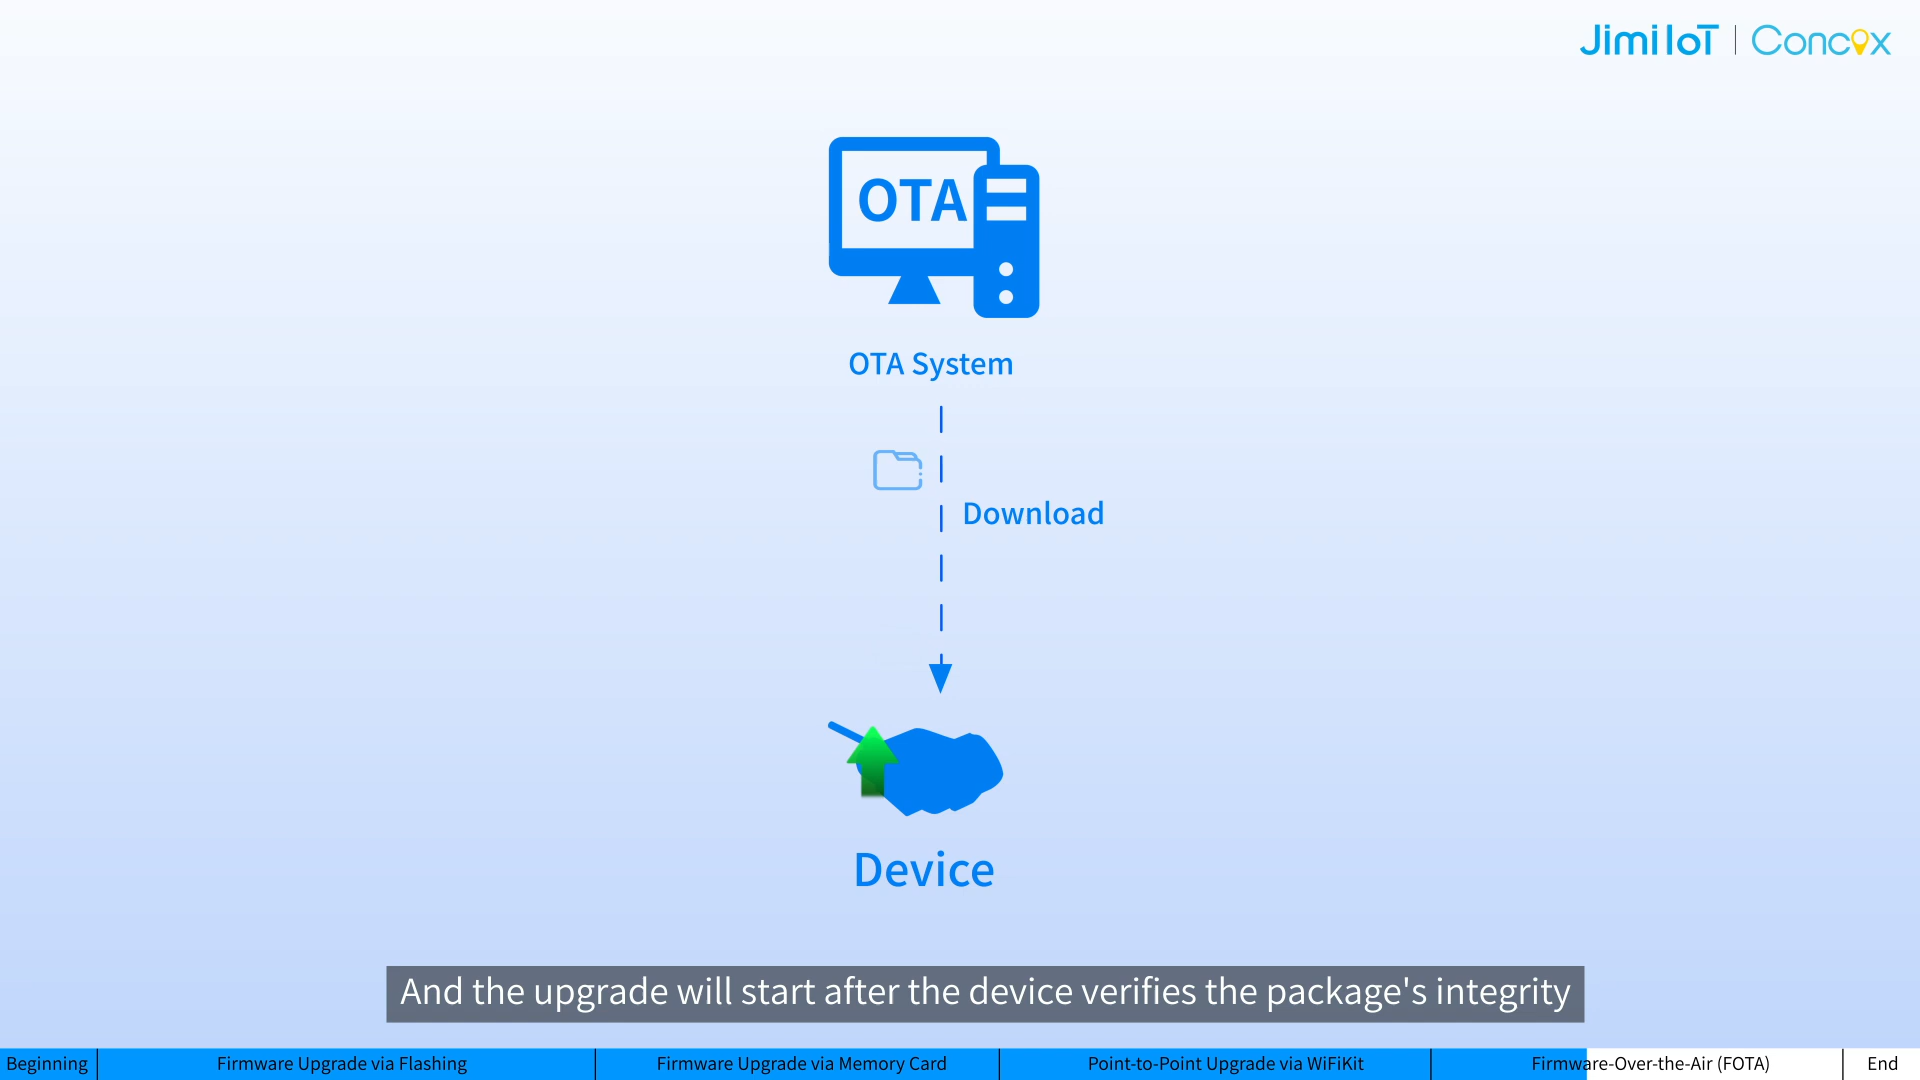 Jimi IoT | Concox
OTA
OTA System
Download
Device
And the upgrade will start after the device verifies the package's integrity
Beginning
Firmware Upgrade via Flashing
Firmware Upgrade via Memory Card
Point-to-Point Upgrade via WiFiKit
Firmware-Over-the-Air (FOTA)
End